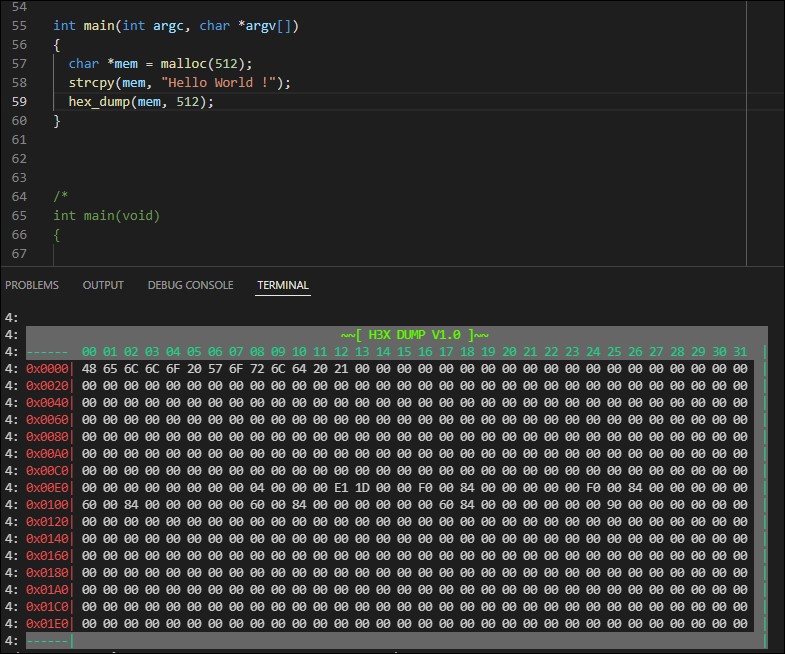 54
55 int main(int argc, char *argv[])
56 {
57 char *mem = malloc(512);
58 strcpy(mem, "Hello World !");
59 hex_dump(mem, 512);
60 }
61
62
63
64 /*
65 int main(void)
66 {
67
PROBLEMS OUTPUT DEBUG CONSOLE TERMINAL
4:
4: ~~[ H3X DUMP V1.0 ]~~
4: ------ 00 01 02 03 04 05 06 07 08 09 10 11 12 13 14 15 16 17 18 19 20 21 22 23 24 25 26 27 28 29 30 31 |
4: 0x0000| 48 65 6C 6C 6F 20 57 6F 72 6C 64 20 21 00 00 00 00 00 00 00 00 00 00 00 00 00 00 00 00 00 00 00 |
4: 0x0020| 00 00 00 00 00 00 00 00 00 00 00 00 00 00 00 00 00 00 00 00 00 00 00 00 00 00 00 00 00 00 00 00 |
4: 0x0040| 00 00 00 00 00 00 00 00 00 00 00 00 00 00 00 00 00 00 00 00 00 00 00 00 00 00 00 00 00 00 00 00 |
4: 0x0060| 00 00 00 00 00 00 00 00 00 00 00 00 00 00 00 00 00 00 00 00 00 00 00 00 00 00 00 00 00 00 00 00 |
4: 0x0080| 00 00 00 00 00 00 00 00 00 00 00 00 00 00 00 00 00 00 00 00 00 00 00 00 00 00 00 00 00 00 00 00 |
4: 0x00A0| 00 00 00 00 00 00 00 00 00 00 00 00 00 00 00 00 00 00 00 00 00 00 00 00 00 00 00 00 00 00 00 00 |
4: 0x00C0| 00 00 00 00 00 00 00 00 00 00 00 00 00 00 00 00 00 00 00 00 00 00 00 00 00 00 00 00 00 00 00 00 |
4: 0x00E0| 00 00 00 00 00 00 00 00 04 00 00 00 E1 1D 00 00 F0 00 84 00 00 00 00 00 F0 00 84 00 00 00 00 00 |
4: 0x0100| 60 00 84 00 00 00 00 00 60 00 84 00 00 00 00 00 00 60 84 00 00 00 00 00 00 90 00 00 00 00 00 00 |
4: 0x0120| 00 00 00 00 00 00 00 00 00 00 00 00 00 00 00 00 00 00 00 00 00 00 00 00 00 00 00 00 00 00 00 00 |
4: 0x0140| 00 00 00 00 00 00 00 00 00 00 00 00 00 00 00 00 00 00 00 00 00 00 00 00 00 00 00 00 00 00 00 00 |
4: 0x0160| 00 00 00 00 00 00 00 00 00 00 00 00 00 00 00 00 00 00 00 00 00 00 00 00 00 00 00 00 00 00 00 00 |
4: 0x0180| 00 00 00 00 00 00 00 00 00 00 00 00 00 00 00 00 00 00 00 00 00 00 00 00 00 00 00 00 00 00 00 00 |
4: 0x01A0| 00 00 00 00 00 00 00 00 00 00 00 00 00 00 00 00 00 00 00 00 00 00 00 00 00 00 00 00 00 00 00 00 |
4: 0x01C0| 00 00 00 00 00 00 00 00 00 00 00 00 00 00 00 00 00 00 00 00 00 00 00 00 00 00 00 00 00 00 00 00 |
4: 0x01E0| 00 00 00 00 00 00 00 00 00 00 00 00 00 00 00 00 00 00 00 00 00 00 00 00 00 00 00 00 00 00 00 00 |
4: ------| |